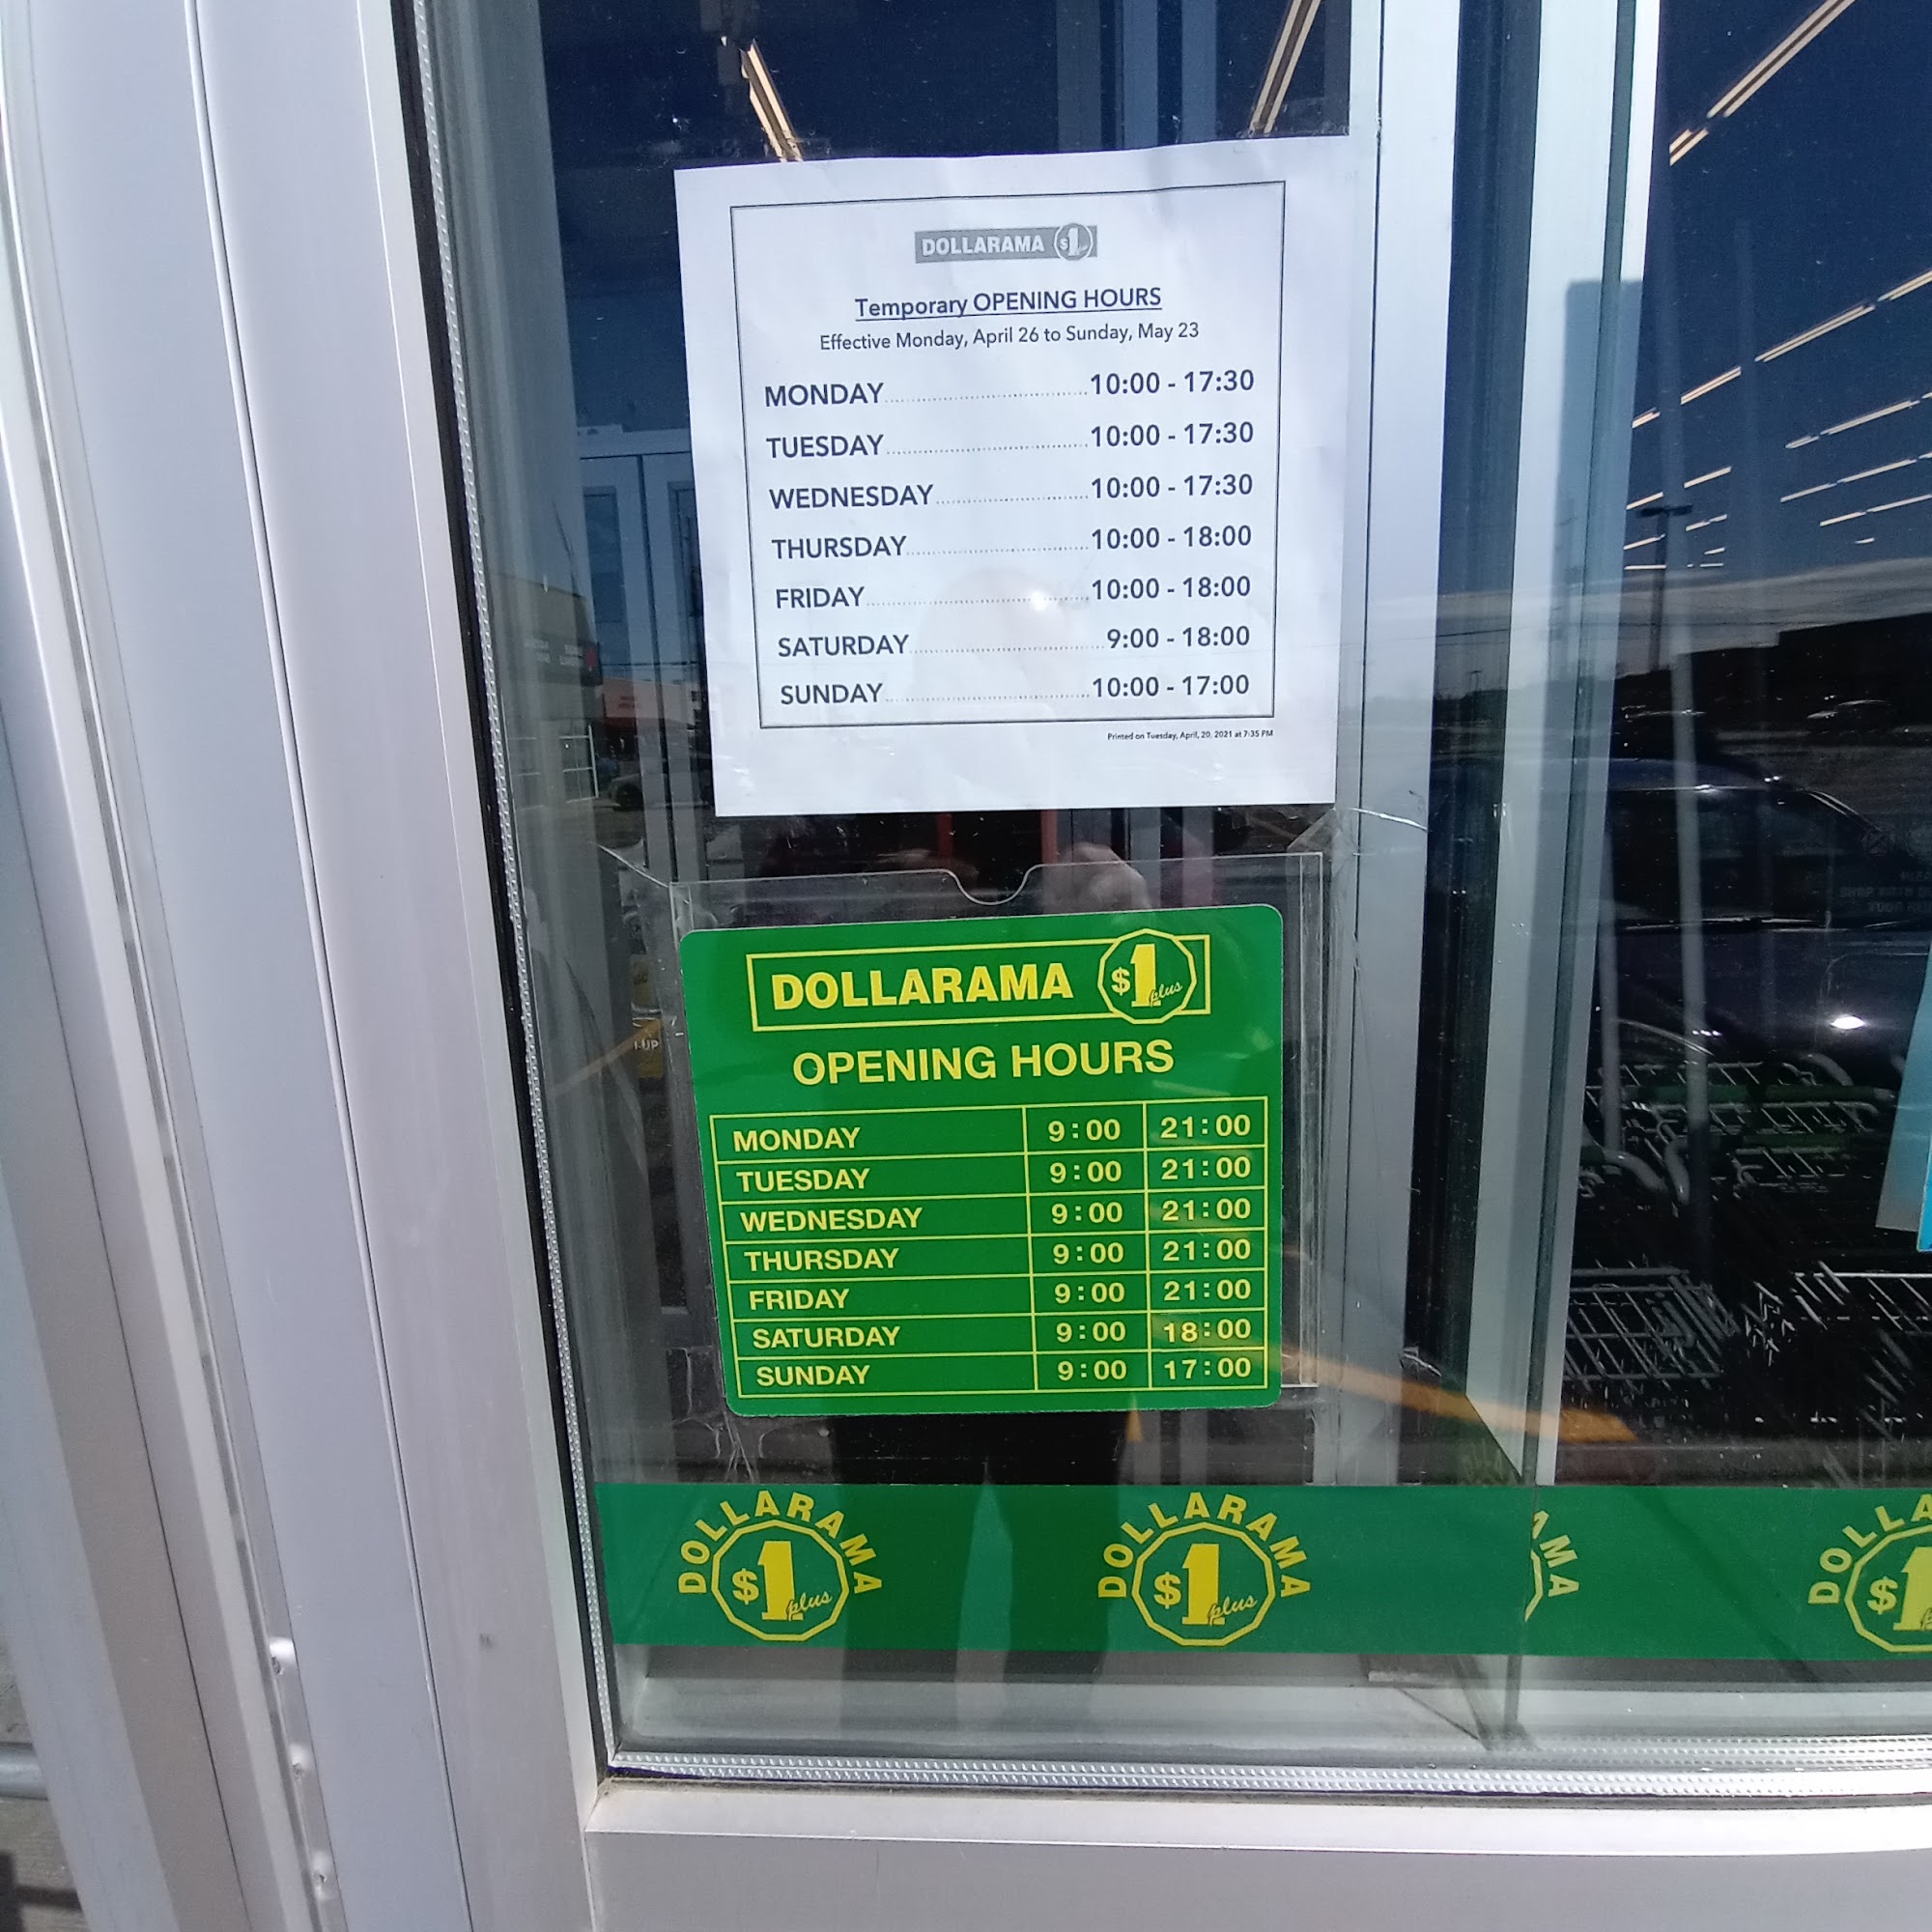 DOLLARAMA $1
Temporary OPENING HOURS
Effective Monday, April 26 to Sunday, May 23
MONDAY 10:00 - 17:30
TUESDAY 10:00 - 17:30
WEDNESDAY 10:00 - 17:30
THURSDAY 10:00 - 18:00
FRIDAY 10:00 - 18:00
SATURDAY 9:00 - 18:00
SUNDAY 10:00 - 17:00
Printed on Tuesday, April, 20, 2021 at 7:35 PM
DOLLARAMA $1 plus
OPENING HOURS
MONDAY 9:00 21:00
TUESDAY 9:00 21:00
WEDNESDAY 9:00 21:00
THURSDAY 9:00 21:00
FRIDAY 9:00 21:00
SATURDAY 9:00 18:00
SUNDAY 9:00 17:00
DOLLARAMA $1 plus
DOLLARAMA $1 plus
AMA
DOLLA $1